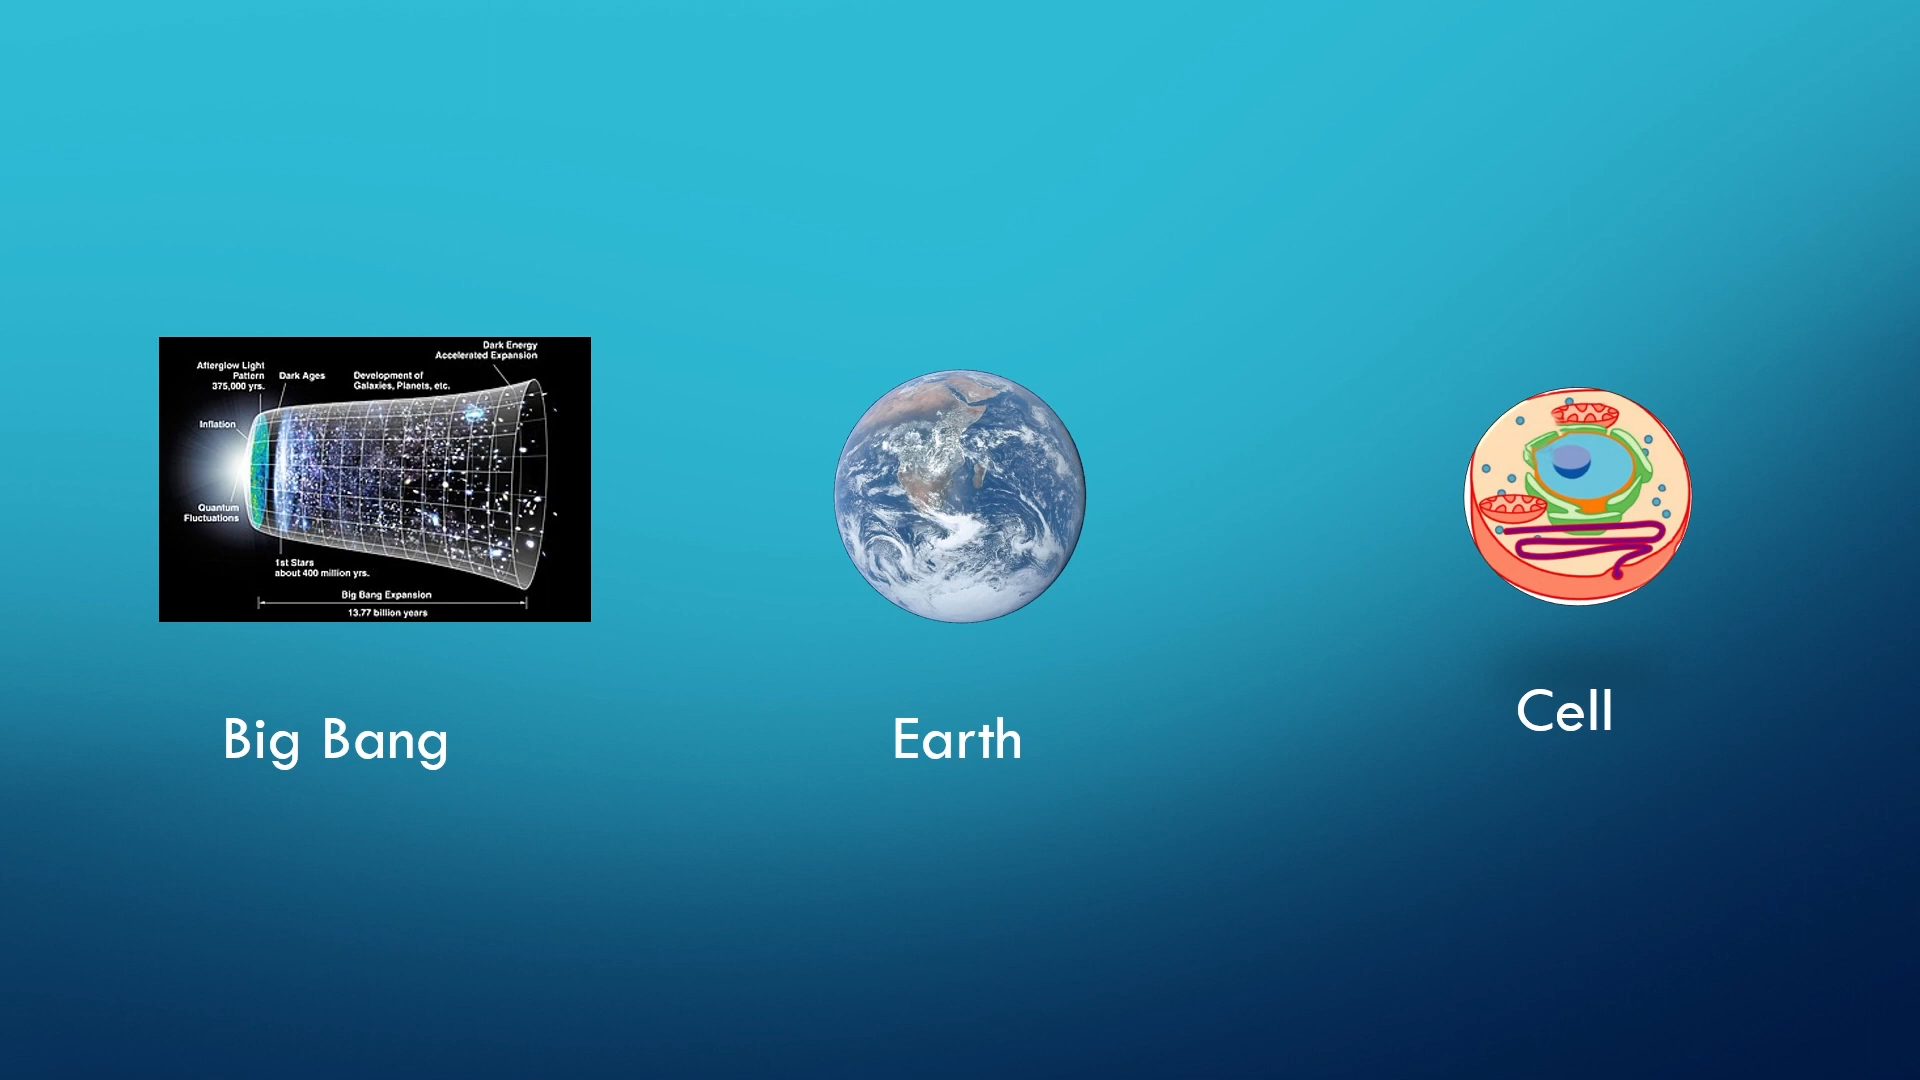 Dark Energy
Accelerated Expansion
Afterglow Light
Pattern
375,000 yrs.
Dark Ages
Development of
Galaxies, Planets, etc.
Inflation
Quantum
Fluctuations
1st Stars
about 400 million yrs.
Big Bang Expansion
13.77 billion years
Big Bang
Earth
Cell